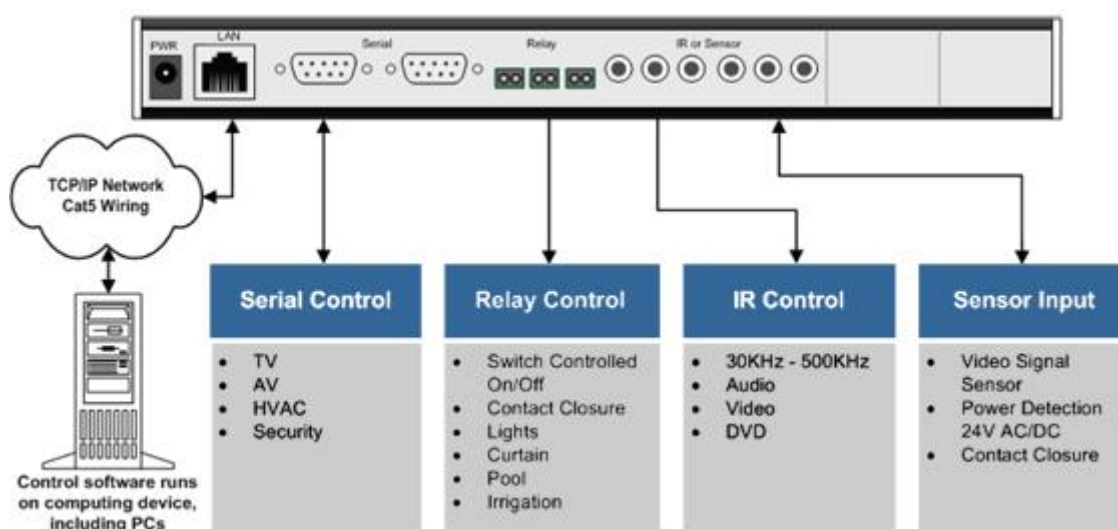 PWR
LAN
Serial
Relay
IR or Sensor
TCP/IP Network
Cat5 Wiring
Control software runs
on computing device,
including PCs
Serial Control
• TV
• AV
• HVAC
• Security
Relay Control
• Switch Controlled
On/Off
• Contact Closure
• Lights
• Curtain
• Pool
• Irrigation
IR Control
• 30KHz - 500KHz
• Audio
• Video
• DVD
Sensor Input
• Video Signal
Sensor
• Power Detection
24V AC/DC
• Contact Closure